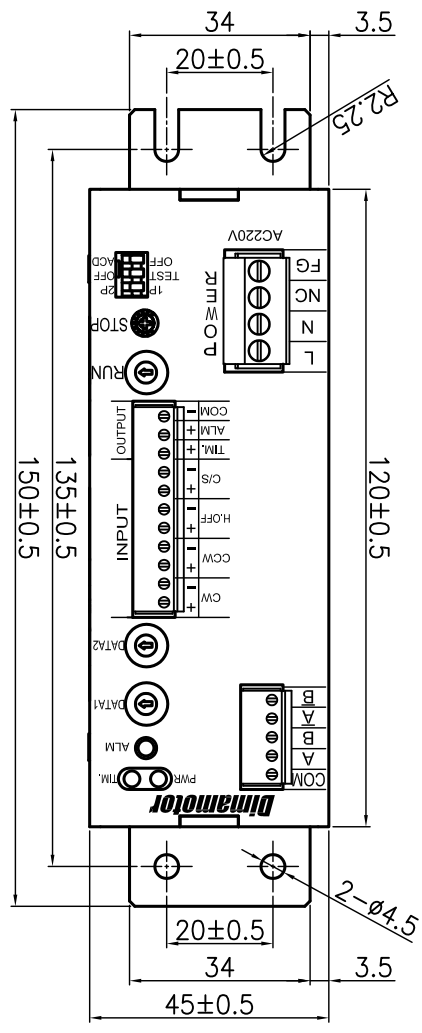 34
3.5
20±0.5
R2.25
AC220V
FG
NC
N
L
POWER
ACD
OFF
TEST
OFF
1P
2P
STOP
RUN
OUTPUT
COM
-
ALM
+
TIM.
+
INPUT
C/S
-
+
H.OFF
-
+
CCW
-
+
CW
-
+
DATA2
DATA1
ALM
TIM.
PWR
B̅
A̅
B
A
COM
Dimamotor
150±0.5
135±0.5
120±0.5
2-ø4.5
20±0.5
34
3.5
45±0.5